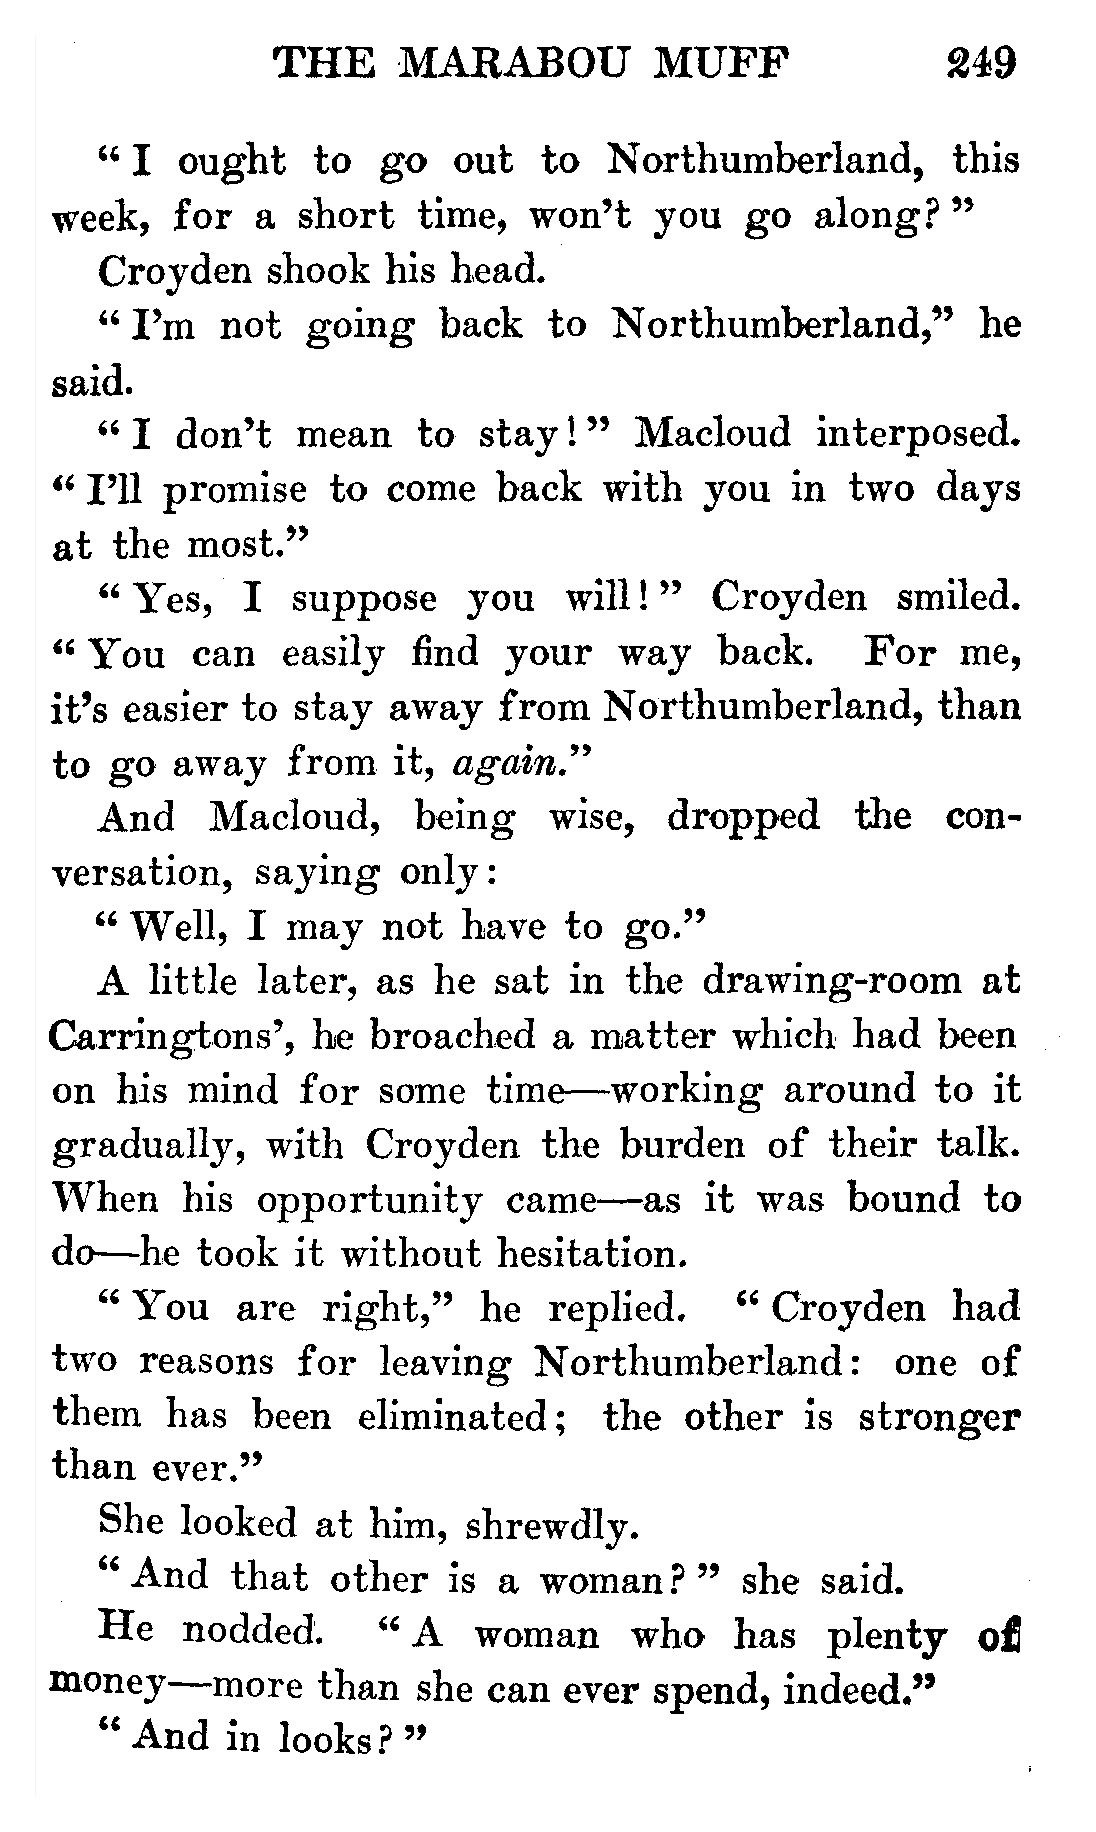 THE MARABOU MUFF 249
“ I ought to go out to Northumberland, this
week, for a short time, won’t you go along? ”
Croyden shook his head.
“ I’m not going back to Northumberland,” he
said.
“ I don’t mean to stay! ” Macloud interposed.
“ I’ll promise to come back with you in two days
at the most.”
“ Yes, I suppose you will! ” Croyden smiled.
“ You can easily find your way back. For me,
it’s easier to stay away from Northumberland, than
to go away from it, again.”
And Macloud, being wise, dropped the con-
versation, saying only:
“ Well, I may not have to go.”
A little later, as he sat in the drawing-room at
Carringtons’, he broached a matter which had been
on his mind for some time—working around to it
gradually, with Croyden the burden of their talk.
When his opportunity came—as it was bound to
do—he took it without hesitation.
“ You are right,” he replied. “ Croyden had
two reasons for leaving Northumberland: one of
them has been eliminated; the other is stronger
than ever.”
She looked at him, shrewdly.
“ And that other is a woman? ” she said.
He nodded. “ A woman who has plenty of
money—more than she can ever spend, indeed.”
“ And in looks? ”